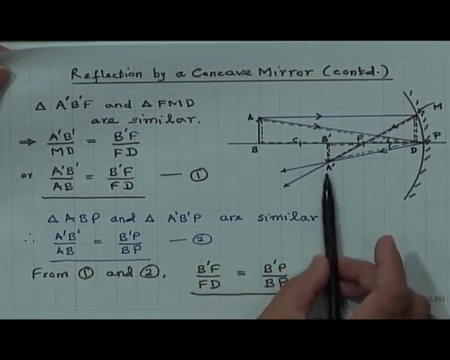 Reflection by a Concave Mirror (contd.)
△ A'B'F and △ FMD
are similar.
⇒ A'B'/MD = B'F/FD
or A'B'/AB = B'F/FD — ①
△ ABP and △ A'B'P are similar
∴ A'B'/AB = B'P/BP — ②
From ① and ②, B'F/FD = B'P/BP
A
B
C
B'
A'
F
D
P
M